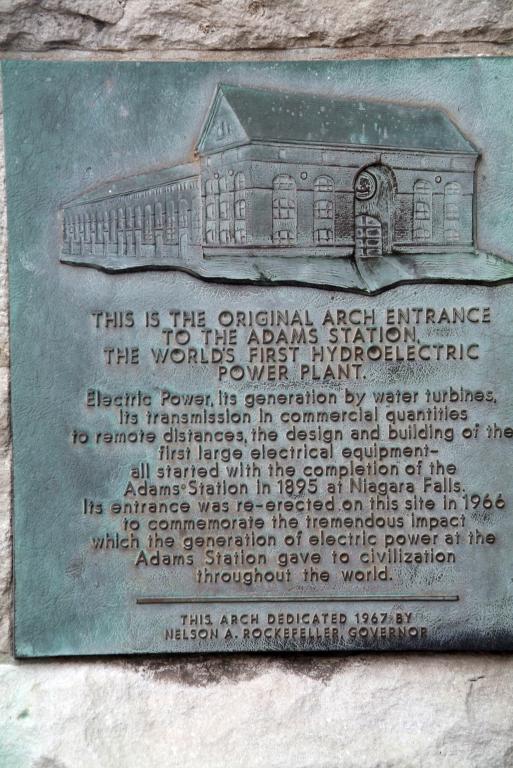 THIS IS THE ORIGINAL ARCH ENTRANCE
TO THE ADAMS STATION,
THE WORLD'S FIRST HYDROELECTRIC
POWER PLANT.
Electric Power, its generation by water turbines,
its transmission in commercial quantities
to remote distances, the design and building of the
first large electrical equipment-
all started with the completion of the
Adams Station in 1895 at Niagara Falls.
Its entrance was re-erected on this site in 1966
to commemorate the tremendous impact
which the generation of electric power at the
Adams Station gave to civilization
throughout the world.
THIS ARCH DEDICATED 1967 BY
NELSON A. ROCKEFELLER, GOVERNOR